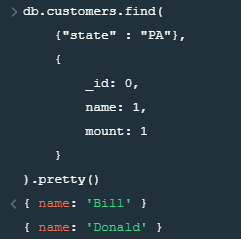 > db.customers.find(
{"state" : "PA"},
{
_id: 0,
name: 1,
mount: 1
}
).pretty()
< { name: 'Bill' }
{ name: 'Donald' }